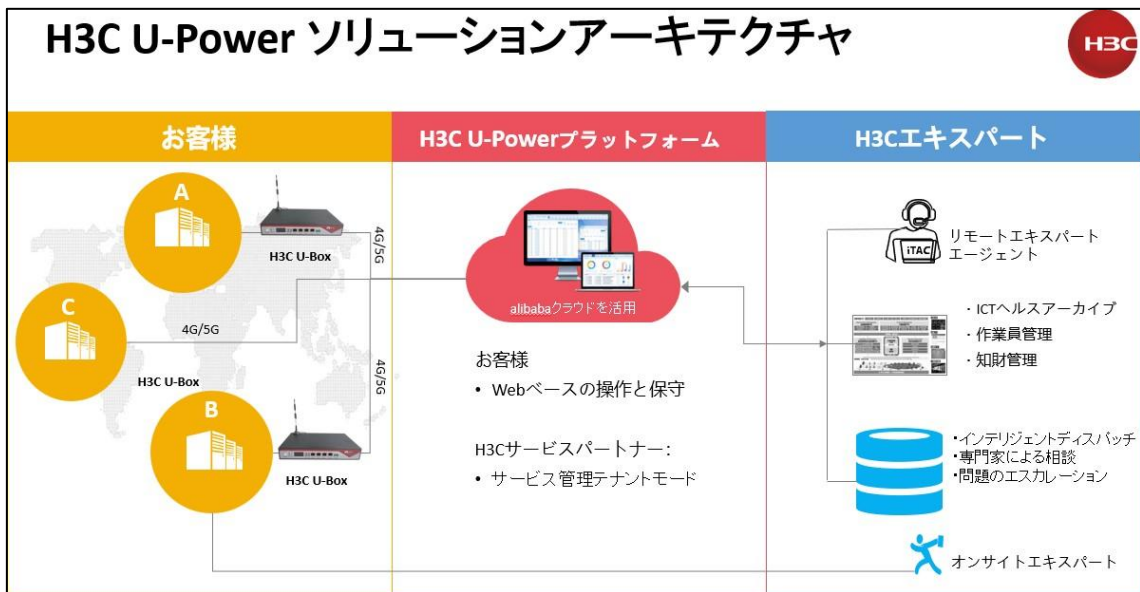 H3C U-Power ソリューションアーキテクチャ
H3C
お客様
H3C U-Powerプラットフォーム
H3Cエキスパート
A
H3C U-Box
4G/5G
C
4G/5G
H3C U-Box
4G/5G
B
H3C U-Box
alibabaクラウドを活用
お客様
• Webベースの操作と保守
H3Cサービスパートナー:
• サービス管理テナントモード
iTAC
リモートエキスパート
エージェント
・ICTヘルスアーカイブ
・作業員管理
・知財管理
・インテリジェントディスパッチ
・専門家による相談
・問題のエスカレーション
オンサイトエキスパート